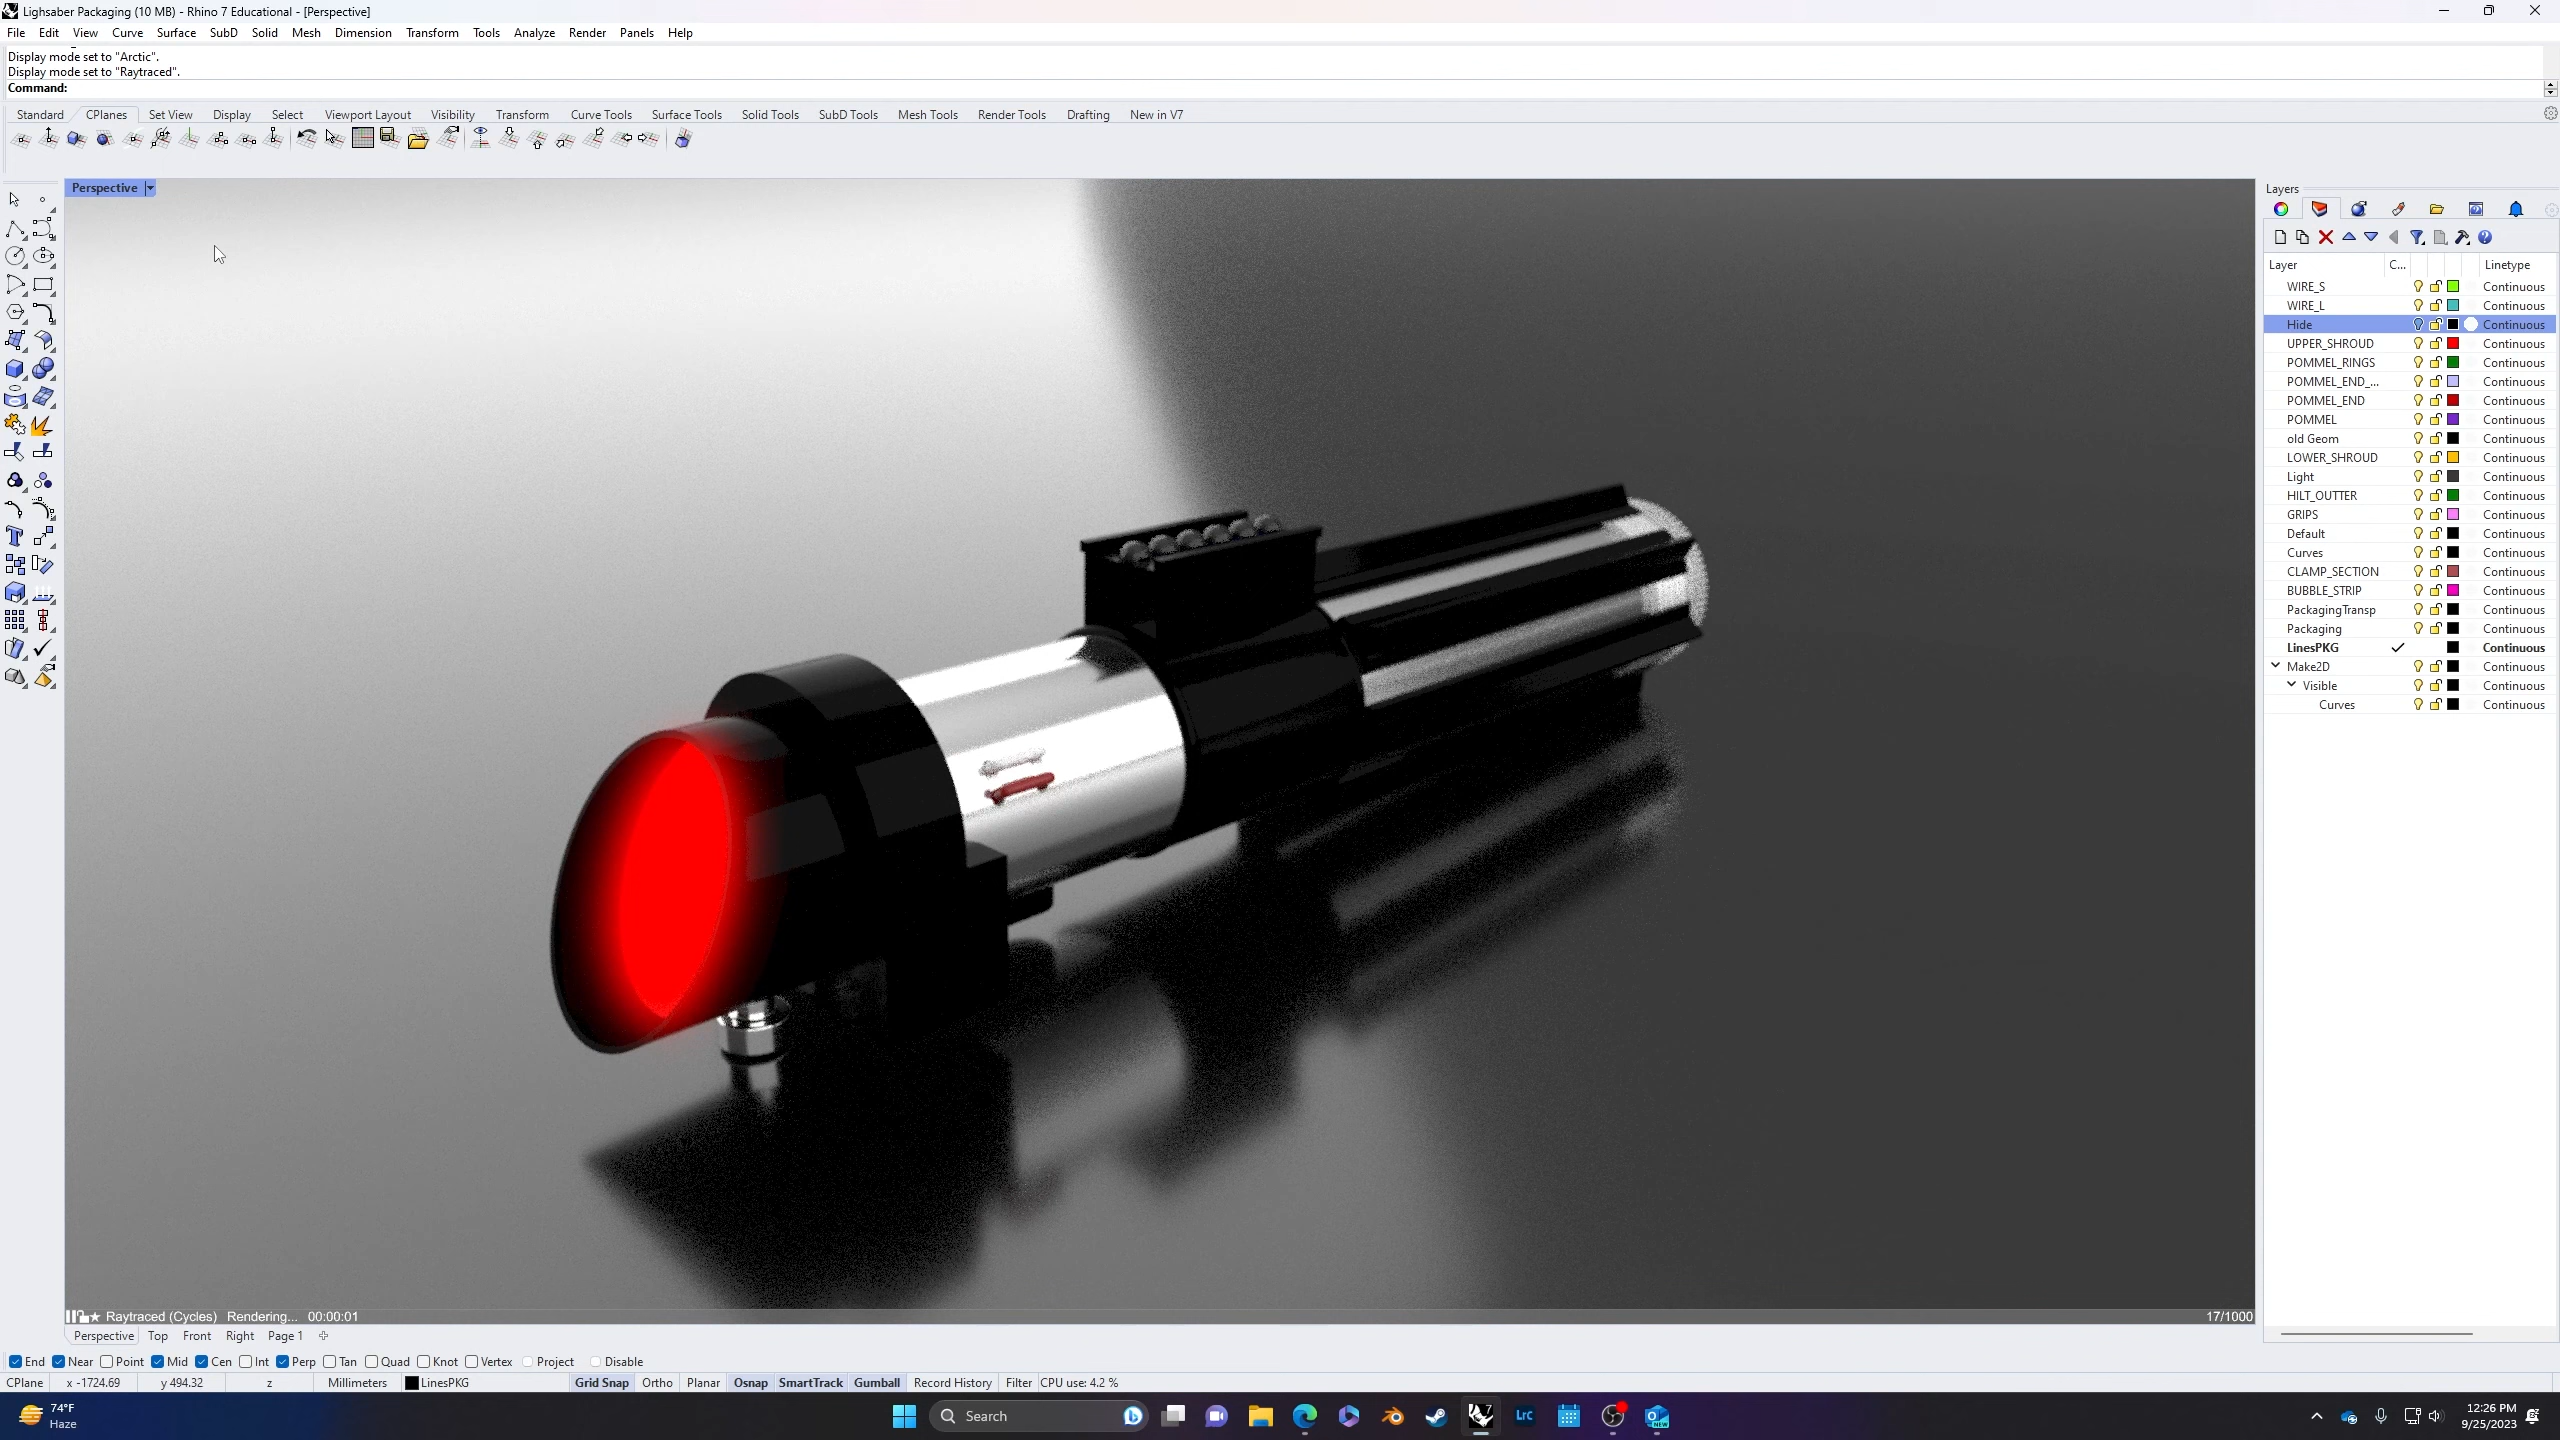 Lighsaber Packaging (10 MB) - Rhino 7 Educational - [Perspective]
File Edit View Curve Surface SubD Solid Mesh Dimension Transform Tools Analyze Render Panels Help
Display mode set to "Arctic".
Display mode set to "Raytraced".
Command:
Standard CPlanes Set View Display Select Viewport Layout Visibility Transform Curve Tools Surface Tools Solid Tools SubD Tools Mesh Tools Render Tools Drafting New in V7
Perspective
Layers
Layer C... Linetype
WIRE_S Continuous
WIRE_L Continuous
Hide Continuous
UPPER_SHROUD Continuous
POMMEL_RINGS Continuous
POMMEL_END_... Continuous
POMMEL_END Continuous
POMMEL Continuous
old Geom Continuous
LOWER_SHROUD Continuous
Light Continuous
HILT_OUTTER Continuous
GRIPS Continuous
Default Continuous
Curves Continuous
CLAMP_SECTION Continuous
BUBBLE_STRIP Continuous
PackagingTransp Continuous
Packaging Continuous
LinesPKG Continuous
Make2D Continuous
Visible Continuous
Curves Continuous
Raytraced (Cycles) Rendering... 00:00:01 17/1000
Perspective Top Front Right Page 1
End Near Point Mid Cen Int Perp Tan Quad Knot Vertex Project Disable
CPlane x -1724.69 y 494.32 z Millimeters LinesPKG Grid Snap Ortho Planar Osnap SmartTrack Gumball Record History Filter CPU use: 4.2 %
74°F
Haze
Search
Lrc
NEW
12:26 PM
9/25/2023